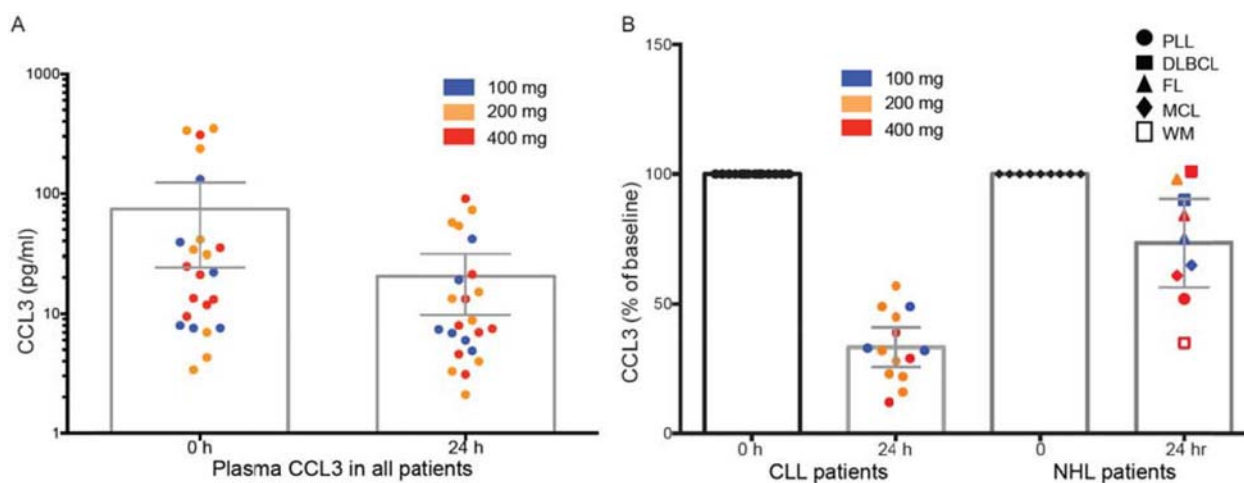 A
1000
100
10
1
CCL3 (pg/ml)
100 mg
200 mg
400 mg
0 h
24 h
Plasma CCL3 in all patients
B
150
100
50
0
CCL3 (% of baseline)
100 mg
200 mg
400 mg
PLL
DLBCL
FL
MCL
WM
0 h
24 h
0
24 hr
CLL patients
NHL patients